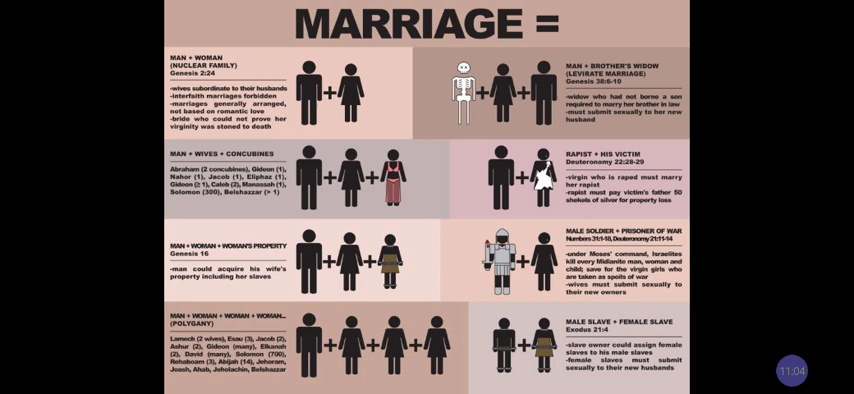 MARRIAGE =
MAN + WOMAN
(NUCLEAR FAMILY)
Genesis 2:24
-wives subordinate to their husbands
-interfaith marriages forbidden
-marriages generally arranged,
not based on romantic love
-bride who could not prove her
virginity was stoned to death
MAN + BROTHER'S WIDOW
(LEVIRATE MARRIAGE)
Genesis 38:6-10
-widow who had not borne a son
required to marry her brother in law
-must submit sexually to her new
husband
MAN + WIVES + CONCUBINES
Abraham (2 concubines), Gideon (1),
Nahor (1), Jacob (1), Eliphaz (1),
Gideon (≥ 1), Caleb (2), Manassah (1),
Solomon (300), Belshazzar (> 1)
RAPIST + HIS VICTIM
Deuteronomy 22:28-29
-virgin who is raped must marry
her rapist
-rapist must pay victim's father 50
shekels of silver for property loss
MAN + WOMAN + WOMAN'S PROPERTY
Genesis 16
-man could acquire his wife's
property including her slaves
MALE SOLDIER + PRISONER OF WAR
Numbers 31:1-18, Deuteronomy 21:11-14
-under Moses' command, Israelites
kill every Midianite man, woman and
child; save for the virgin girls who
are taken as spoils of war
-wives must submit sexually to
their new owners
MAN + WOMAN + WOMAN + WOMAN...
(POLYGANY)
Lamech (2 wives), Esau (3), Jacob (2),
Ashur (2), Gideon (many), Elkanah
(2), David (many), Solomon (700),
Rehaboam (3), Abijah (14), Jehoram,
Joash, Ahab, Jeholachin, Belshazzar
MALE SLAVE + FEMALE SLAVE
Exodus 21:4
-slave owner could assign female
slaves to his male slaves
-female slaves must submit
sexually to their new husbands
11:04